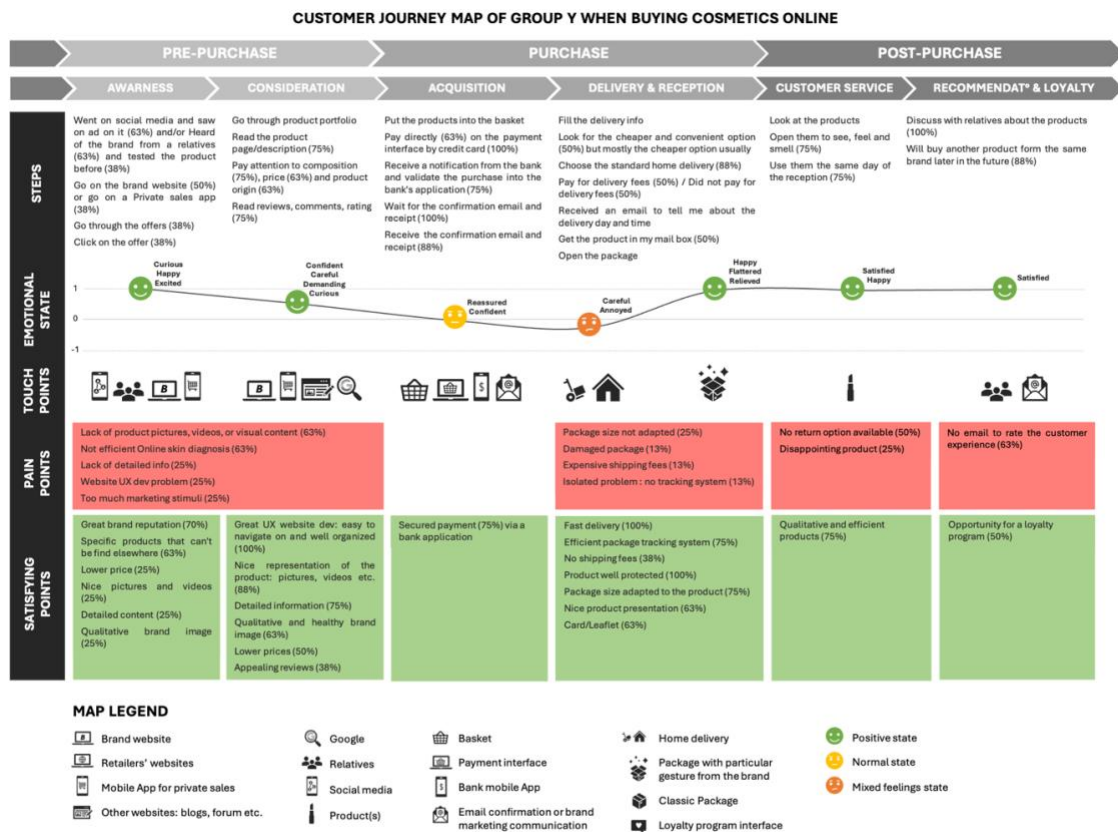 CUSTOMER JOURNEY MAP OF GROUP Y WHEN BUYING COSMETICS ONLINE
PRE-PURCHASE
PURCHASE
POST-PURCHASE
AWARNESS
CONSIDERATION
ACQUISITION
DELIVERY & RECEPTION
CUSTOMER SERVICE
RECOMMENDAT° & LOYALTY
STEPS
Went on social media and saw
on ad on it (63%) and/or Heard
of the brand from a relatives
(63%) and tested the product
before (38%)
Go on the brand website (50%)
or go on a Private sales app
(38%)
Go through the offers (38%)
Click on the offer (38%)
Go through product portfolio
Read the product
page/description (75%)
Pay attention to composition
(75%), price (63%) and product
origin (63%)
Read reviews, comments, rating
(75%)
Put the products into the basket
Pay directly (63%) on the payment
interface by credit card (100%)
Receive a notification from the bank
and validate the purchase into the
bank's application (75%)
Wait for the confirmation email and
receipt (100%)
Receive the confirmation email and
receipt (88%)
Fill the delivery info
Look for the cheaper and convenient option
(50%) but mostly the cheaper option usually
Choose the standard home delivery (88%)
Pay for delivery fees (50%) / Did not pay for
delivery fees (50%)
Received an email to tell me about the
delivery day and time
Get the product in my mail box (50%)
Open the package
Look at the products
Open them to see, feel and
smell (75%)
Use them the same day of
the reception (75%)
Discuss with relatives about the products
(100%)
Will buy another product form the same
brand later in the future (88%)
EMOTIONAL
STATE
1
0
-1
Curious
Happy
Excited
Confident
Careful
Demanding
Curious
Reassured
Confident
Careful
Annoyed
Happy
Flattered
Relieved
Satisfied
Happy
Satisfied
TOUCH
POINTS
B
B
G
$
@
@
PAIN
POINTS
Lack of product pictures, videos, or visual content (63%)
Not efficient Online skin diagnosis (63%)
Lack of detailed info (25%)
Website UX dev problem (25%)
Too much marketing stimuli (25%)
Package size not adapted (25%)
Damaged package (13%)
Expensive shipping fees (13%)
Isolated problem : no tracking system (13%)
No return option available (50%)
Disappointing product (25%)
No email to rate the customer
experience (63%)
SATISFYING
POINTS
Great brand reputation (70%)
Specific products that can't
be find elsewhere (63%)
Lower price (25%)
Nice pictures and videos
(25%)
Detailed content (25%)
Qualitative brand image
(25%)
Great UX website dev: easy to
navigate on and well organized
(100%)
Nice representation of the
product: pictures, videos etc.
(88%)
Detailed information (75%)
Qualitative and healthy brand
image (63%)
Lower prices (50%)
Appealing reviews (38%)
Secured payment (75%) via a
bank application
Fast delivery (100%)
Efficient package tracking system (75%)
No shipping fees (38%)
Product well protected (100%)
Package size adapted to the product (75%)
Nice product presentation (63%)
Card/Leaflet (63%)
Qualitative and efficient
products (75%)
Opportunity for a loyalty
program (50%)
MAP LEGEND
B Brand website
Retailers' websites
Mobile App for private sales
Other websites: blogs, forum etc.
G Google
Relatives
Social media
Product(s)
Basket
Payment interface
$ Bank mobile App
@ Email confirmation or brand
marketing communication
Home delivery
Package with particular
gesture from the brand
Classic Package
Loyalty program interface
Positive state
Normal state
Mixed feelings state